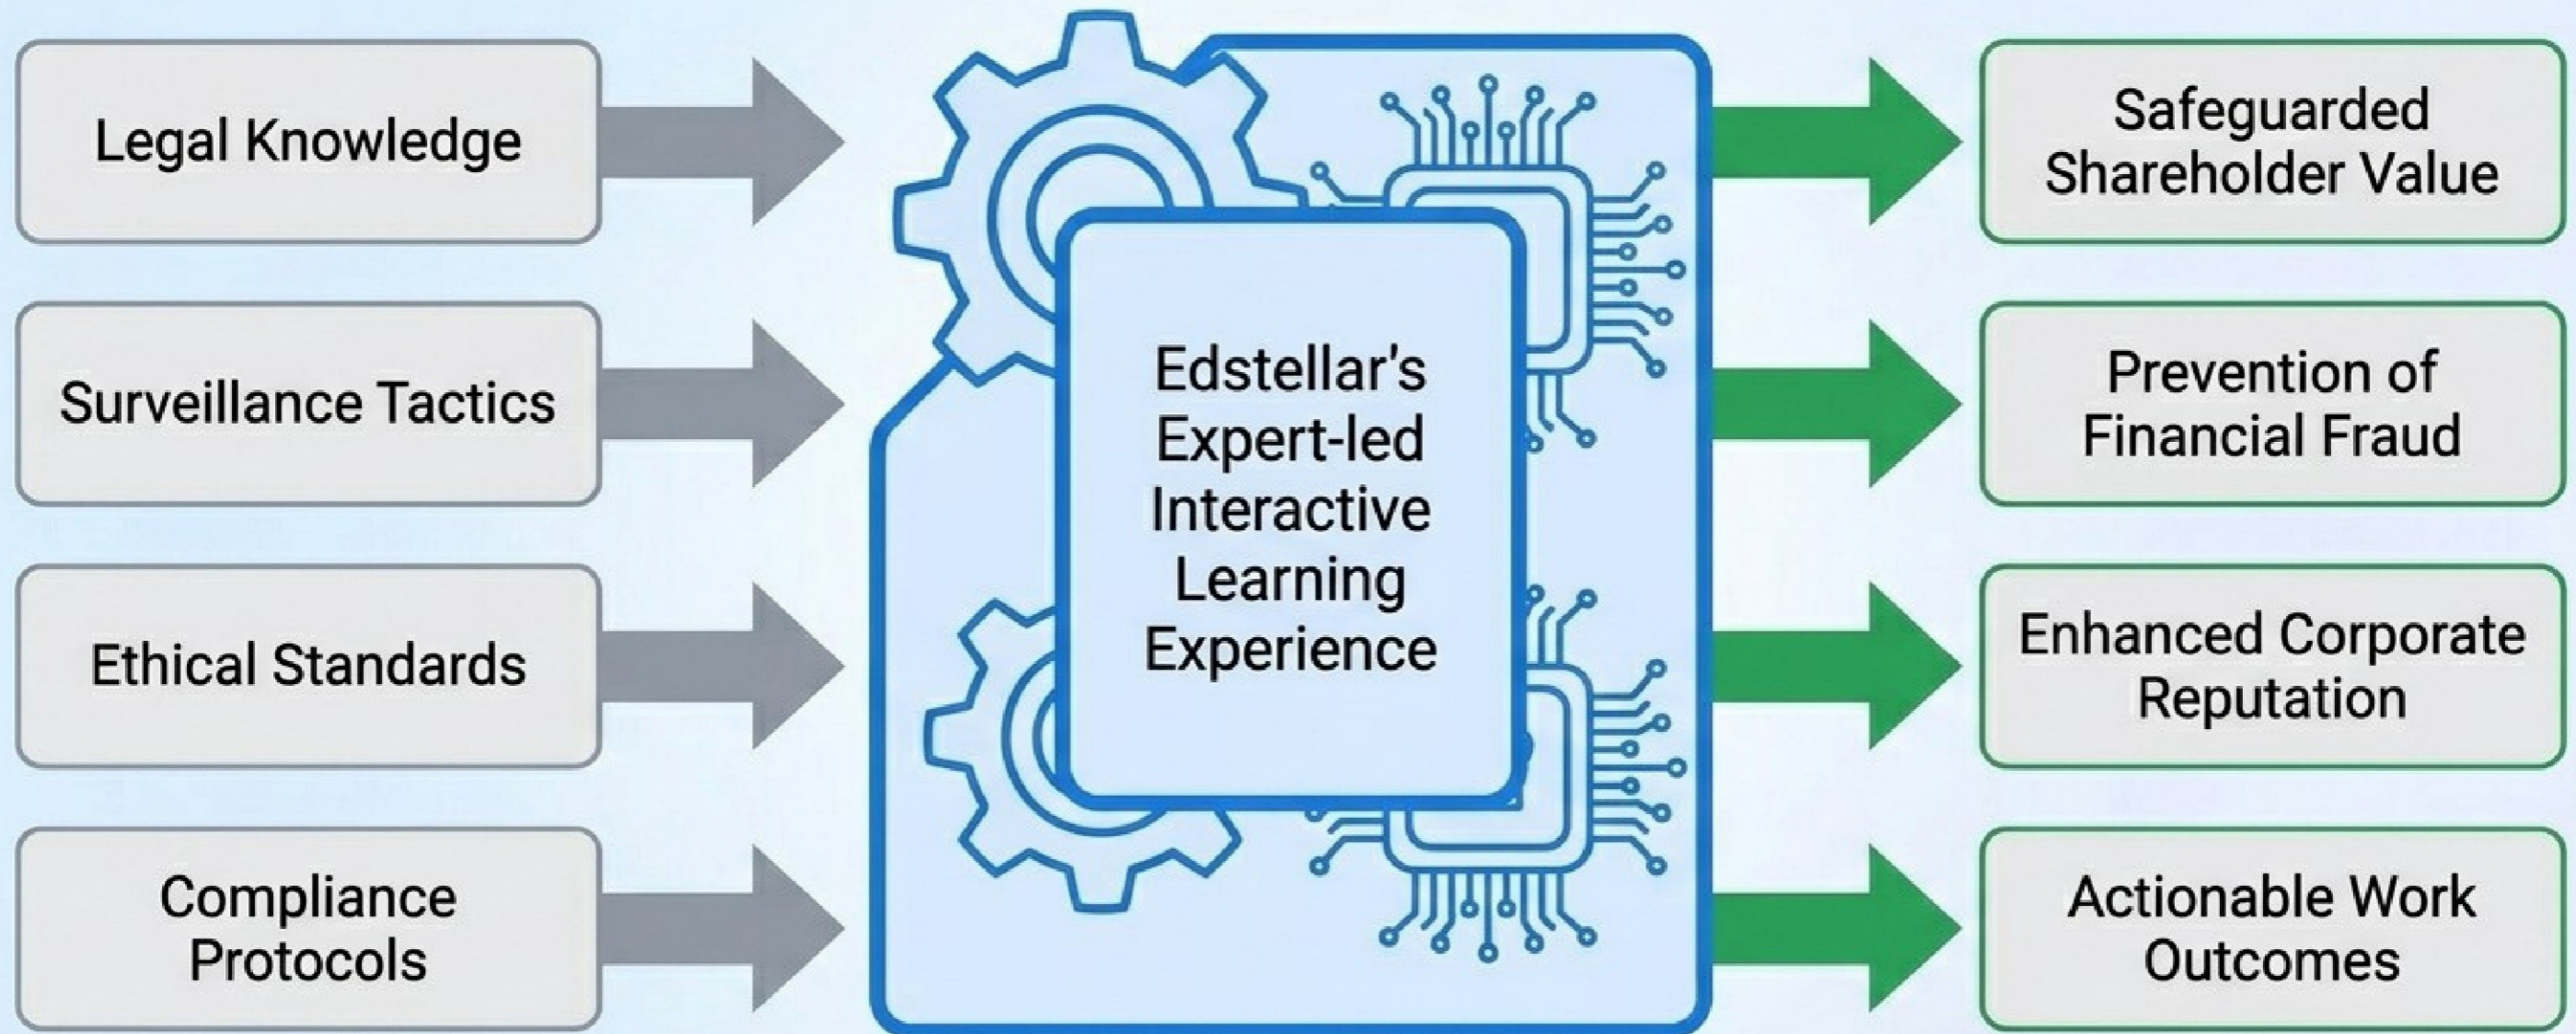 Legal Knowledge
Surveillance Tactics
Ethical Standards
Compliance
Protocols
Edstellar's
Expert-led
Interactive
Learning
Experience
Safeguarded
Shareholder Value
Prevention of
Financial Fraud
Enhanced Corporate
Reputation
Actionable Work
Outcomes